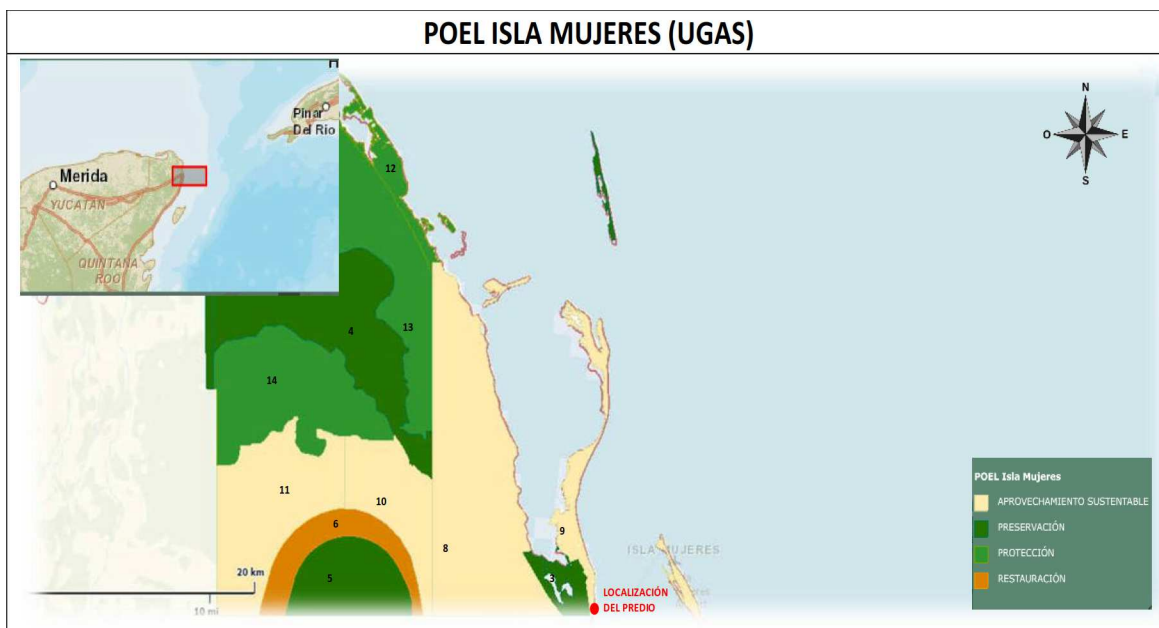 POEL ISLA MUJERES (UGAS)
Pinar
Del Rio
Merida
YUCATÁN
QUINTANA
ROO
N
O
E
S
12
4
13
14
11
10
6
9
8
5
3
ISLA MUJERES
LOCALIZACIÓN
DEL PREDIO
20 km
10 mi
POEL Isla Mujeres
APROVECHAMIENTO SUSTENTABLE
PRESERVACIÓN
PROTECCIÓN
RESTAURACIÓN